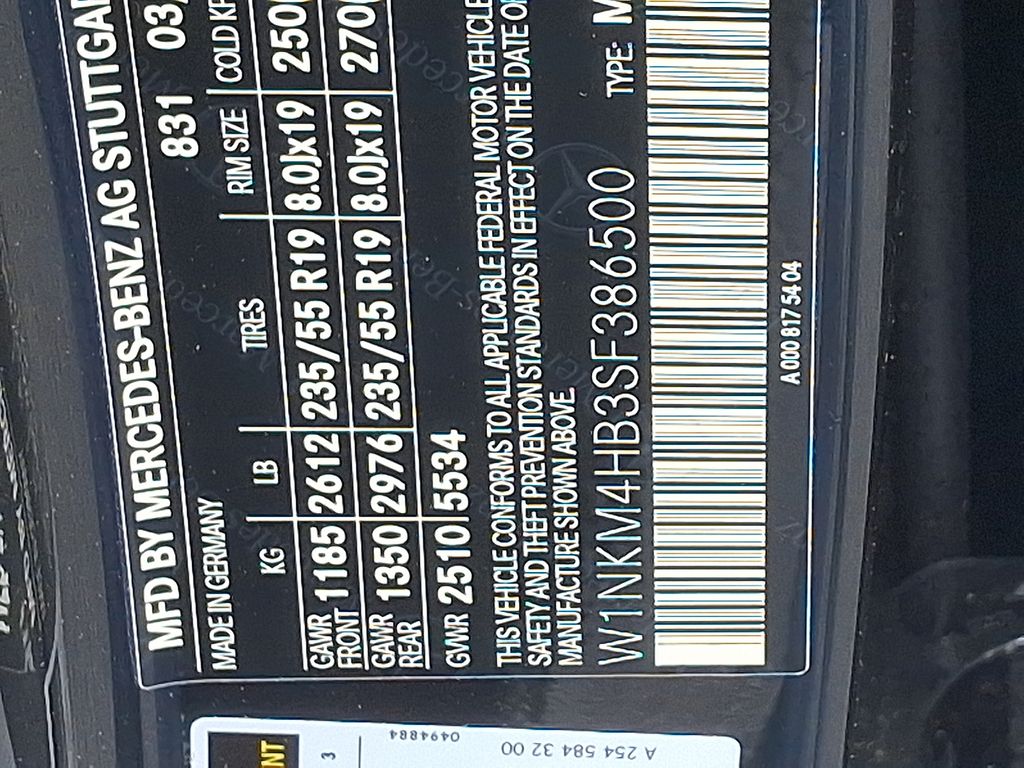 MFD BY MERCEDES-BENZ AG STUTTGAR
831 03
MADE IN GERMANY
KG LB TIRES RIM SIZE COLD KP
GAWR FRONT 1185 2612 235/55 R19 8.0Jx19 250
GAWR REAR 1350 2976 235/55 R19 8.0Jx19 270
GVWR 2510 5534
THIS VEHICLE CONFORMS TO ALL APPLICABLE FEDERAL MOTOR VEHICLE
SAFETY AND THEFT PREVENTION STANDARDS IN EFFECT ON THE DATE OF
MANUFACTURE SHOWN ABOVE.
W1NKM4HB3SF386500 TYPE: M
A 000 817 54 04
NT
3
0494884
A 254 584 32 00